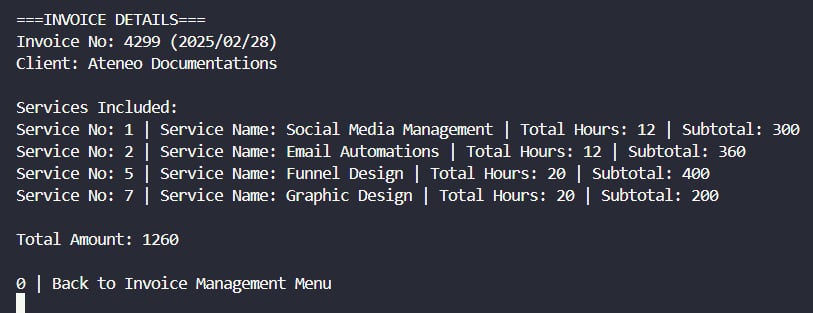 ===INVOICE DETAILS===
Invoice No: 4299 (2025/02/28)
Client: Ateneo Documentations
Services Included:
Service No: 1 | Service Name: Social Media Management | Total Hours: 12 | Subtotal: 300
Service No: 2 | Service Name: Email Automations | Total Hours: 12 | Subtotal: 360
Service No: 5 | Service Name: Funnel Design | Total Hours: 20 | Subtotal: 400
Service No: 7 | Service Name: Graphic Design | Total Hours: 20 | Subtotal: 200
Total Amount: 1260
0 | Back to Invoice Management Menu